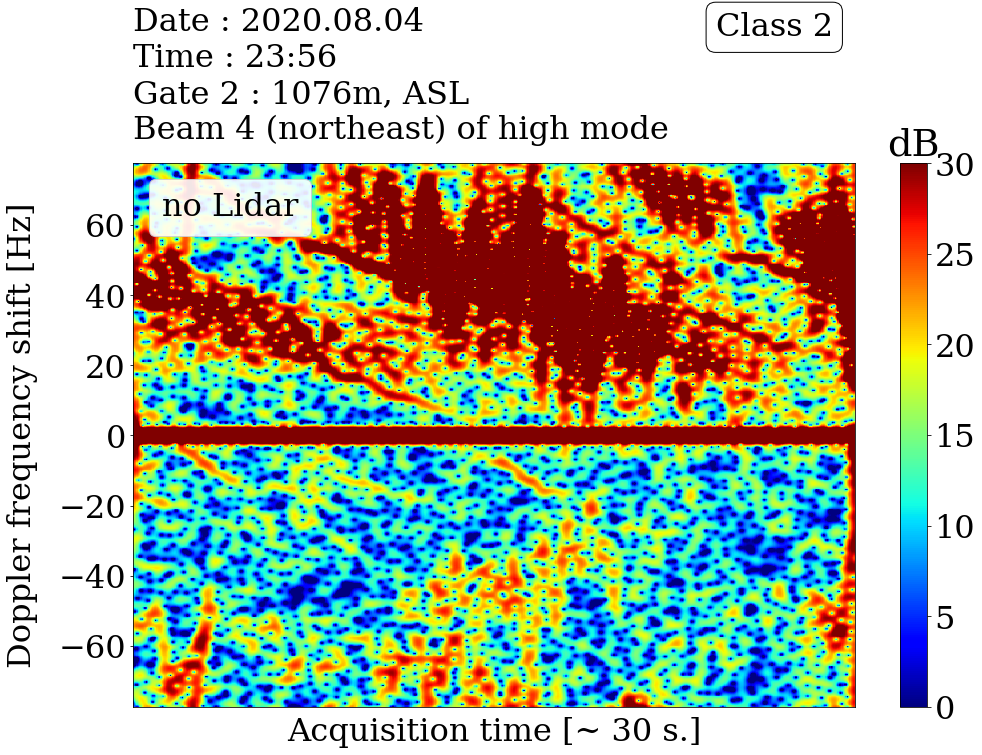 Date : 2020.08.04
Time : 23:56
Gate 2 : 1076m, ASL
Beam 4 (northeast) of high mode
Class 2
dB
no Lidar
Doppler frequency shift [Hz]
60
40
20
0
−20
−40
−60
30
25
20
15
10
5
0
Acquisition time [~ 30 s.]